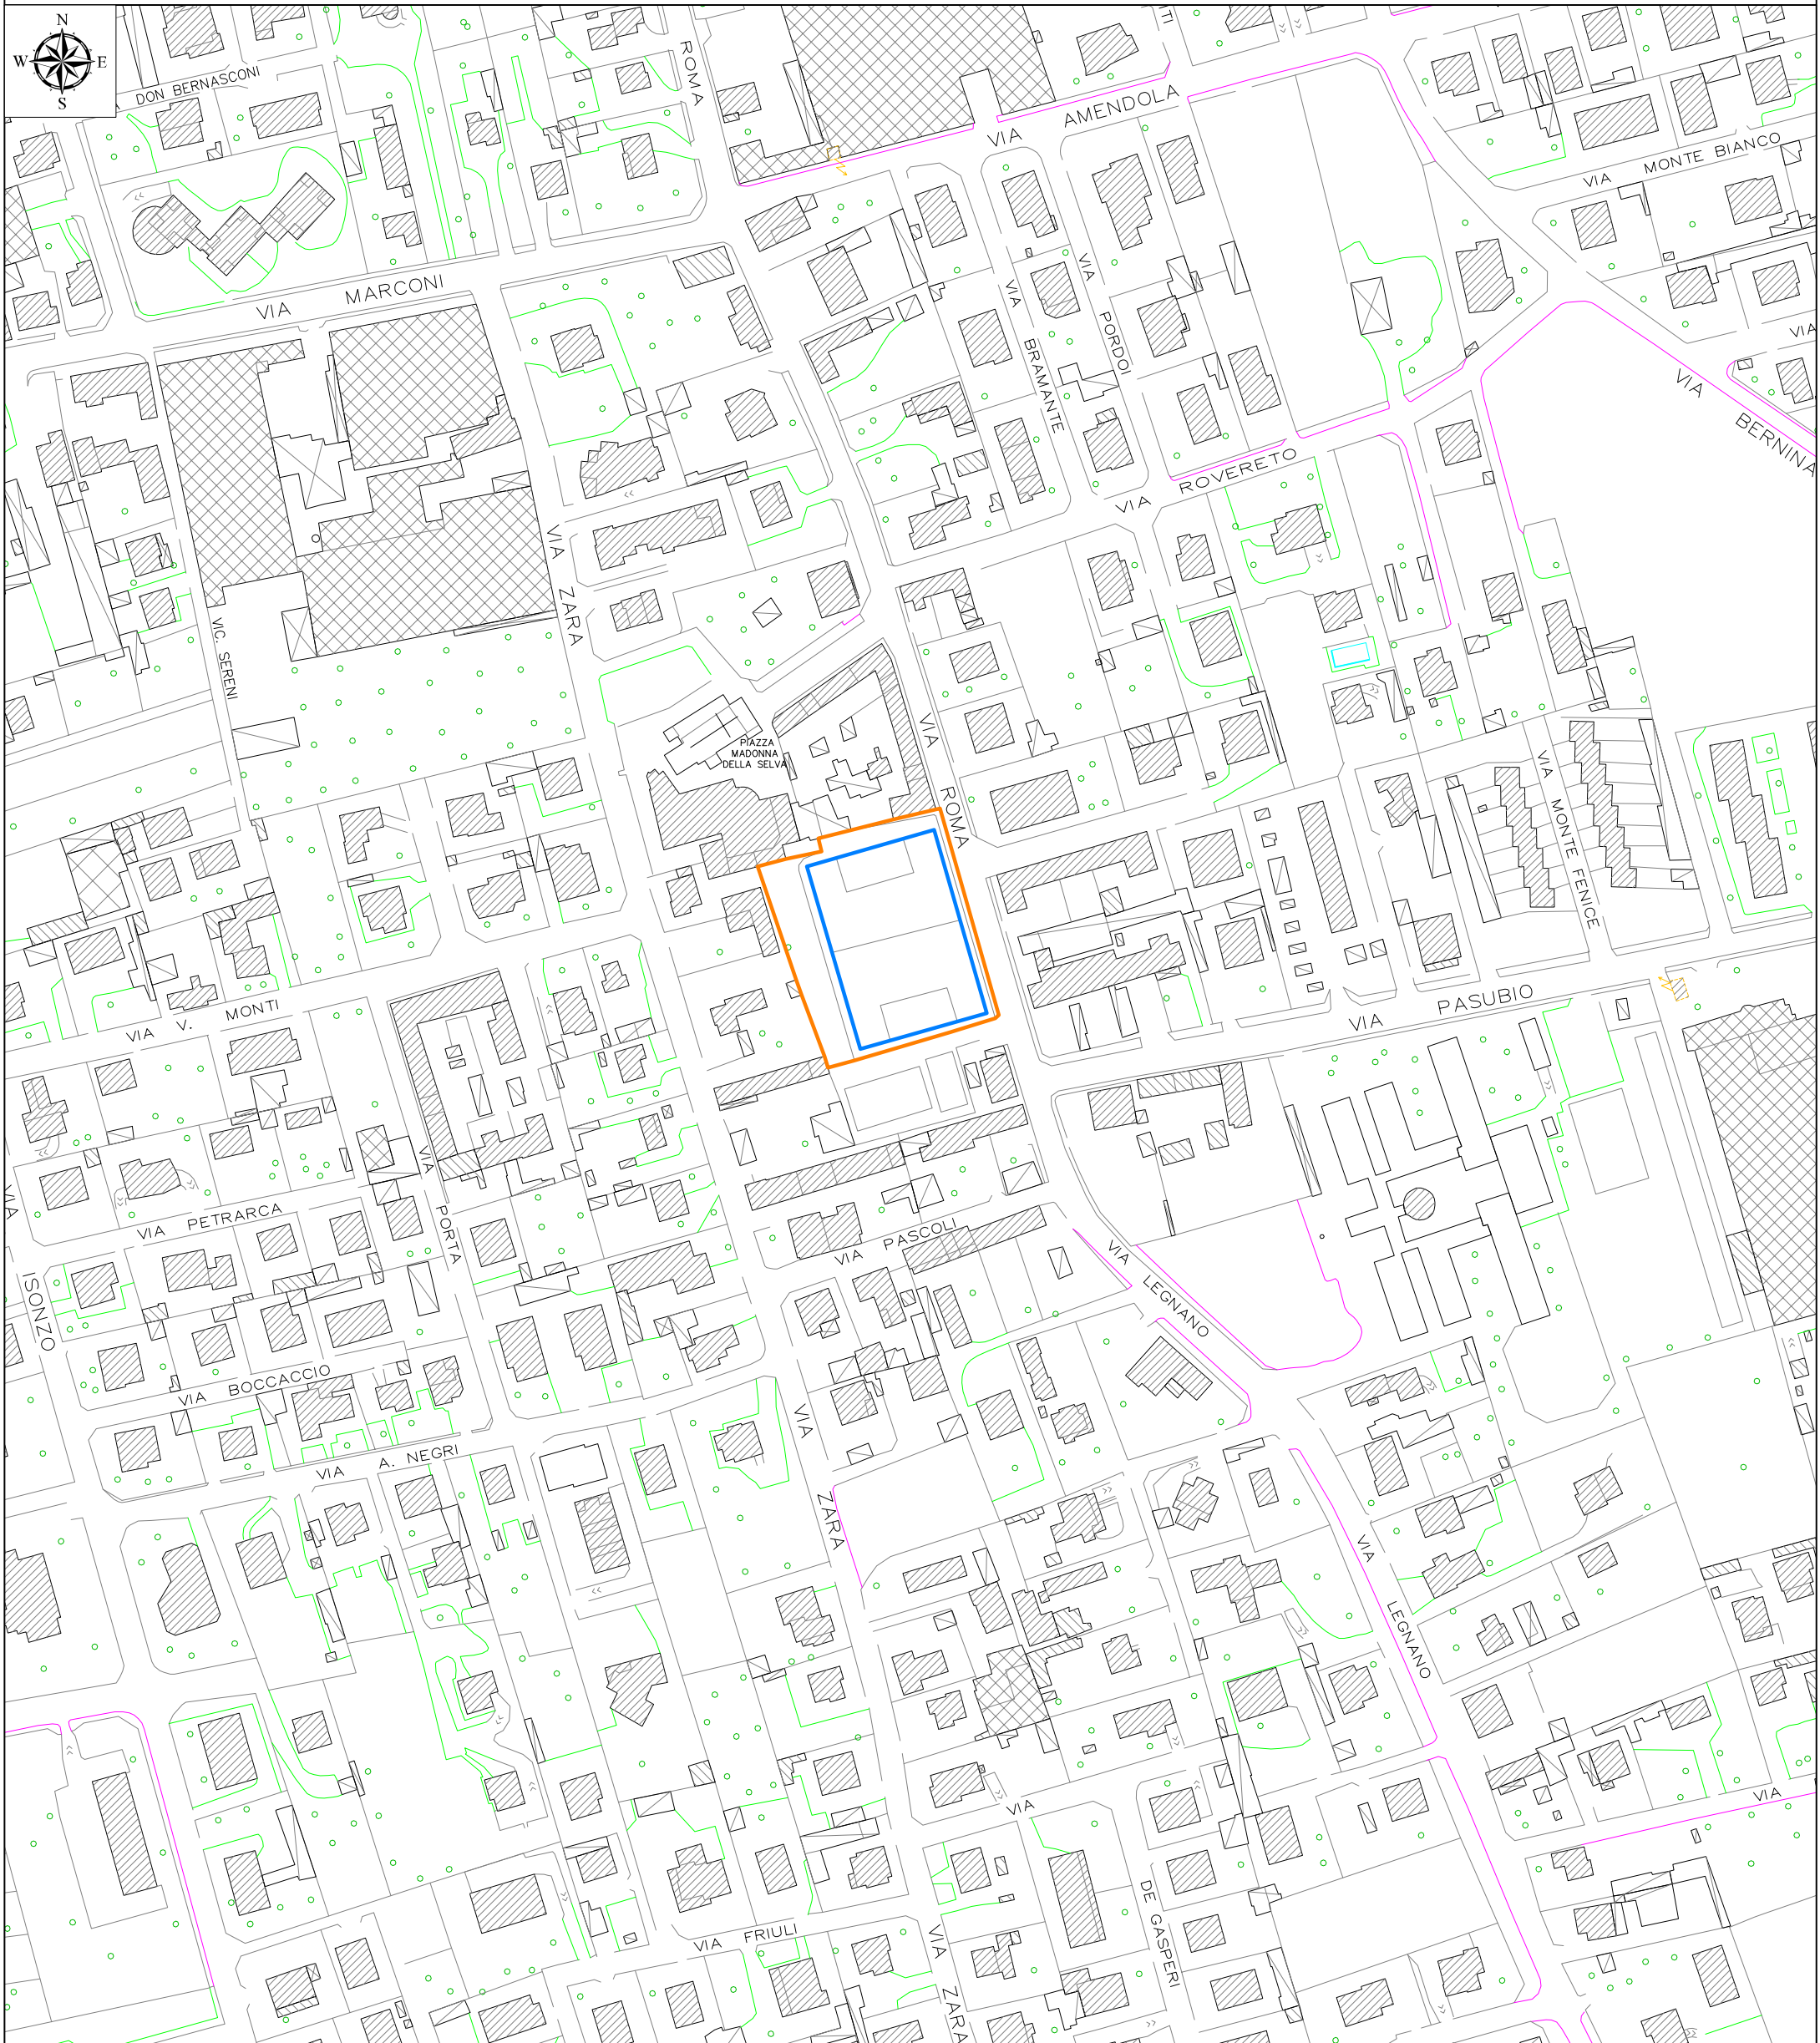 N
W E
S
DON BERNASCONI
ROMA
VIA AMENDOLA
VIA MONTE BIANCO
VIA MARCONI
VIA BRAMANTE
VIA PORDOI
VIA
VIA BERNINA
VIA ROVERETO
VIA ZARA
VIC. SERENI
PIAZZA
MADONNA
DELLA SELVA
VIA ROMA
VIA MONTE FENICE
VIA PASUBIO
VIA V. MONTI
VIA PORTA
VIA PETRARCA
VIA ISONZO
VIA PASCOLI
VIA LEGNANO
VIA BOCCACCIO
VIA A. NEGRI
VIA ZARA
VIA LEGNANO
VIA DE GASPERI
VIA
VIA FRIULI
VIA ZARA